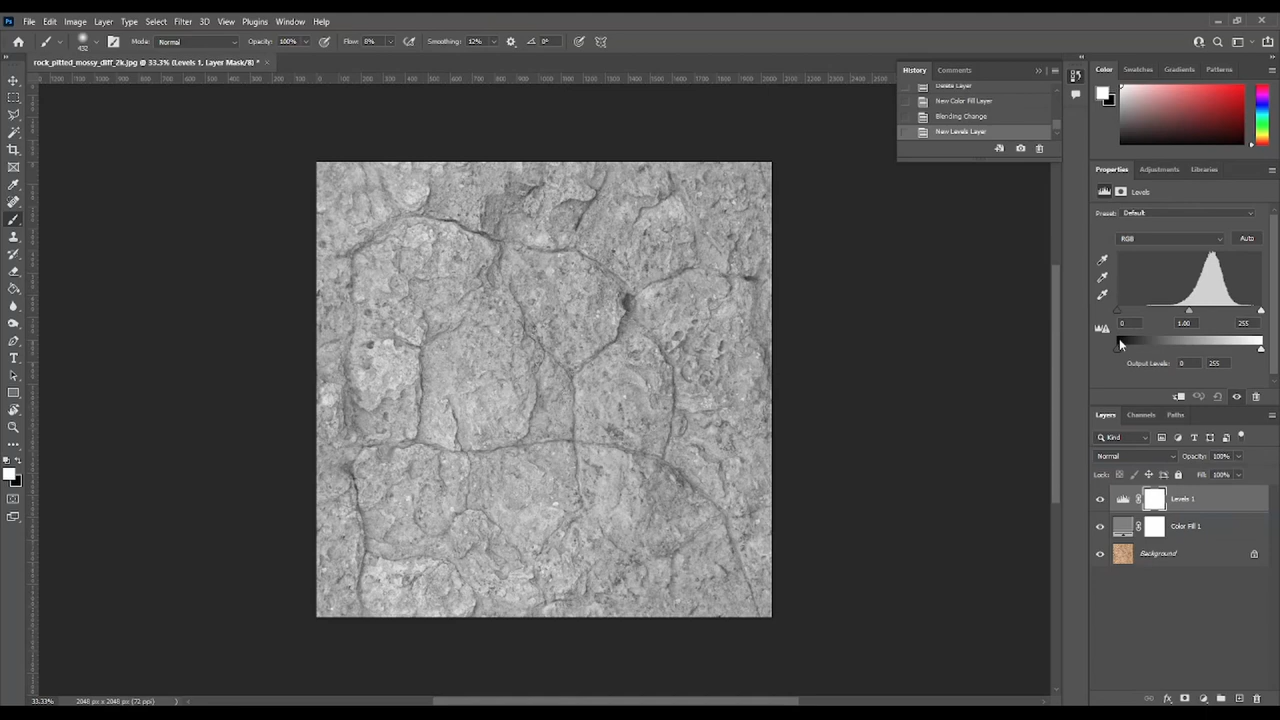 Ps File Edit Image Layer Type Select Filter 3D View Plugins Window Help
432 Mode: Normal Opacity: 100% Flow: 8% Smoothing: 12% 0°
rock_pitted_mossy_diff_2k.jpg @ 33.3% (Levels 1, Layer Mask/8) * ×
History Comments
Delete Layer
New Color Fill Layer
Blending Change
New Levels Layer
Color Swatches Gradients Patterns
Properties Adjustments Libraries
Levels
Preset: Default
RGB Auto
0 1.00 255
Output Levels: 0 255
Layers Channels Paths
Kind
Normal Opacity: 100%
Lock: Fill: 100%
Levels 1
Color Fill 1
Background
33.33% 2048 px x 2048 px (72 ppi)